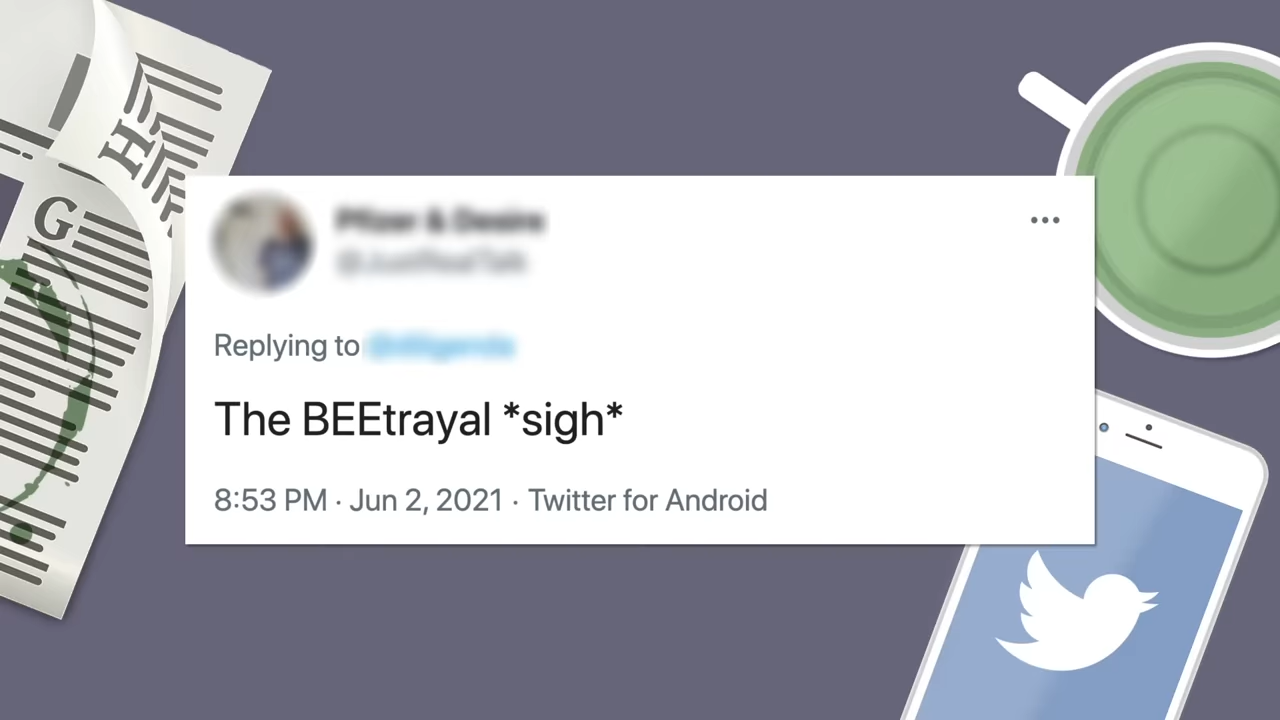 H
G
Replying to
The BEEtrayal *sigh*
8:53 PM · Jun 2, 2021 · Twitter for Android